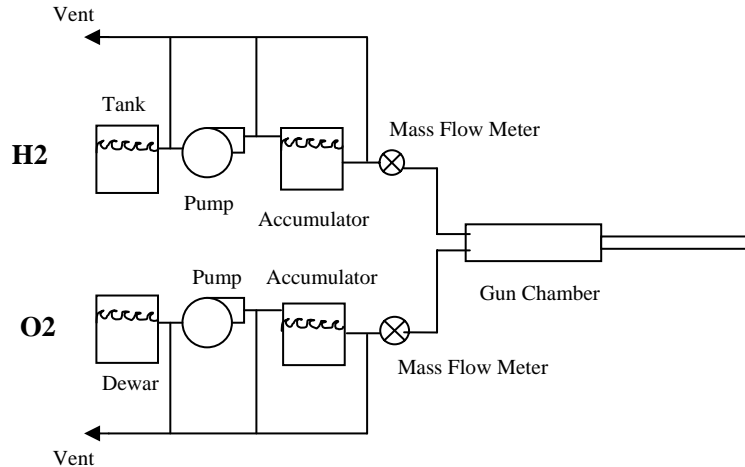 Vent
Tank
Mass Flow Meter
H2
Pump
Accumulator
Pump
Accumulator
Gun Chamber
O2
Dewar
Mass Flow Meter
Vent